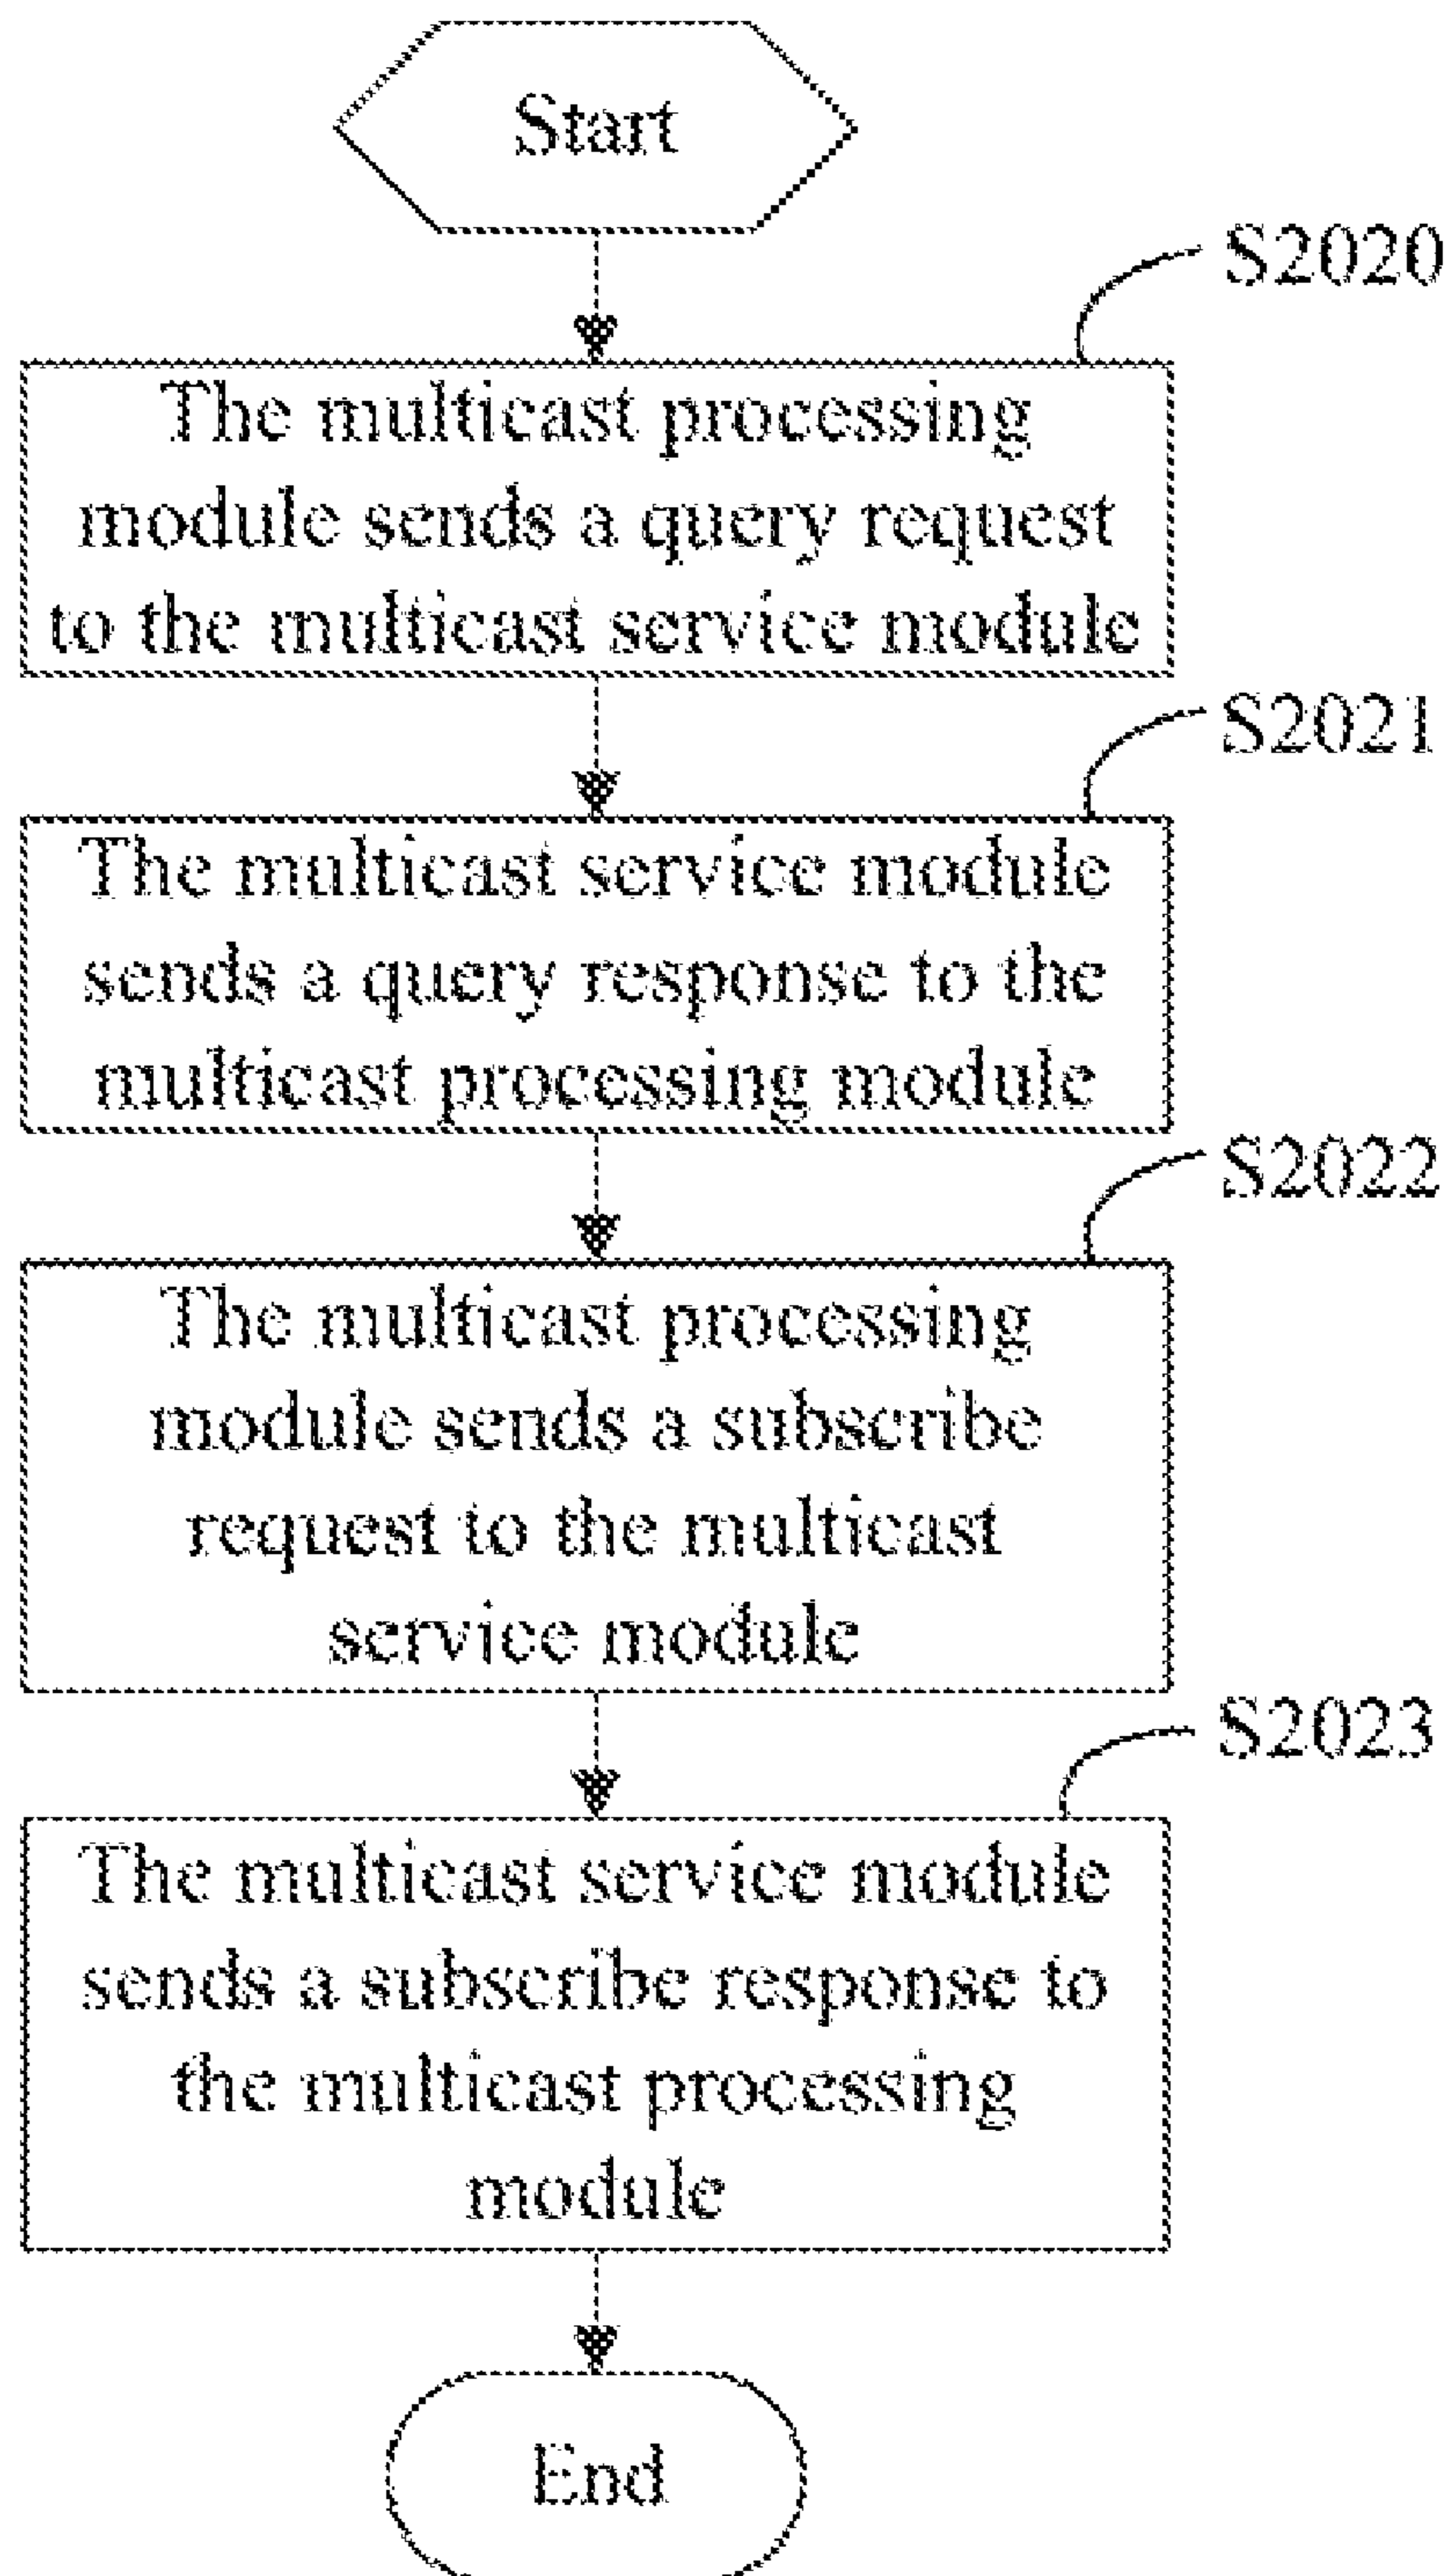 Start
S2020
The multicast processing
module sends a query request
to the multicast service module
S2021
The multicast service module
sends a query response to the
multicast processing module
S2022
The multicast processing
module sends a subscribe
request to the multicast
service module
S2023
The multicast service module
sends a subscribe response to
the multicast processing
module
End